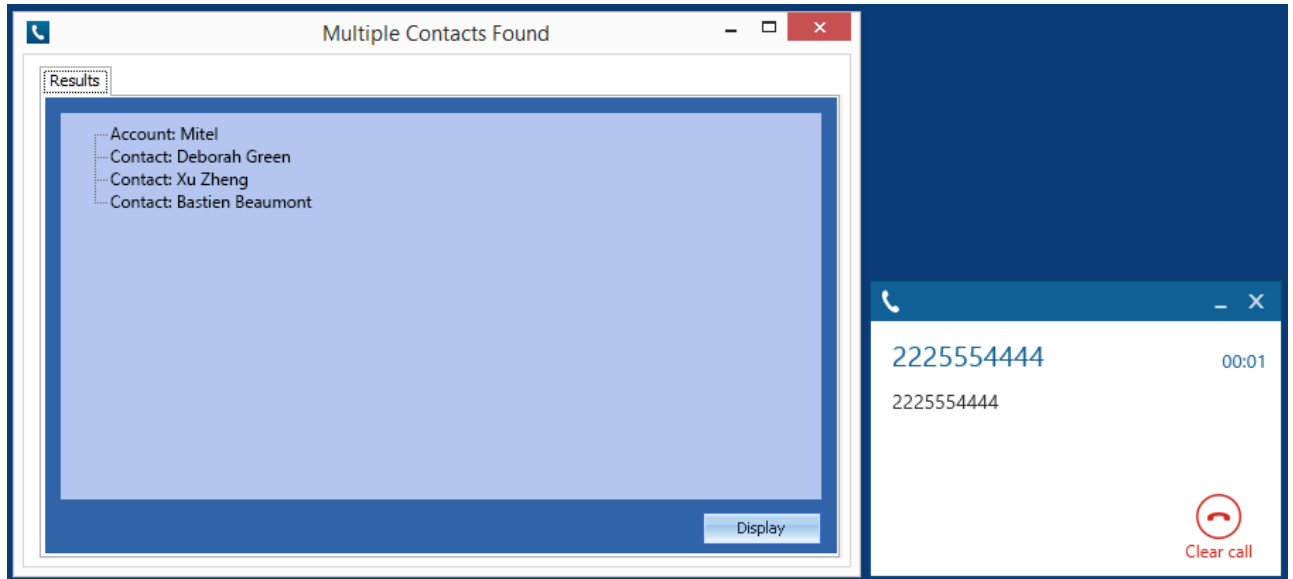 Multiple Contacts Found
Results
Account: Mitel
Contact: Deborah Green
Contact: Xu Zheng
Contact: Bastien Beaumont
Display
2225554444 00:01
2225554444
Clear call